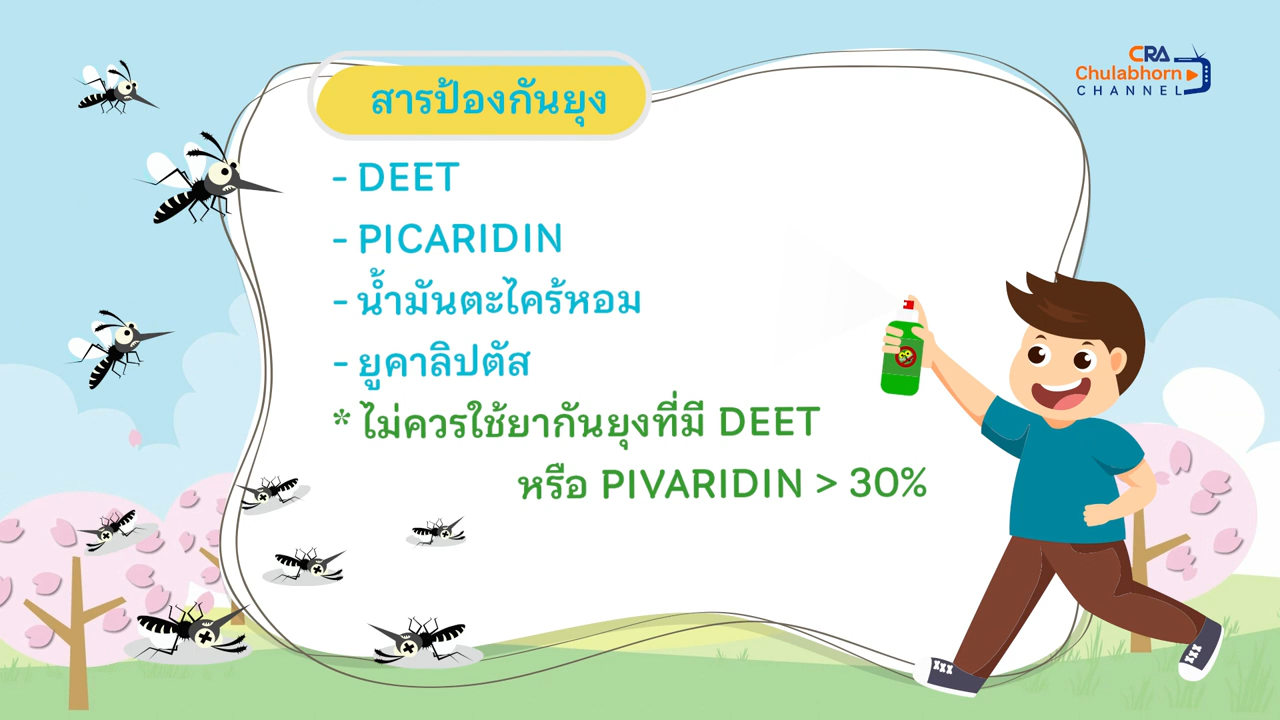 CRA
Chulabhorn
CHANNEL
สารป้องกันยุง
- DEET
- PICARIDIN
- น้ำมันตะไคร้หอม
- ยูคาลิปตัส
* ไม่ควรใช้ยากันยุงที่มี DEET
หรือ PIVARIDIN > 30%